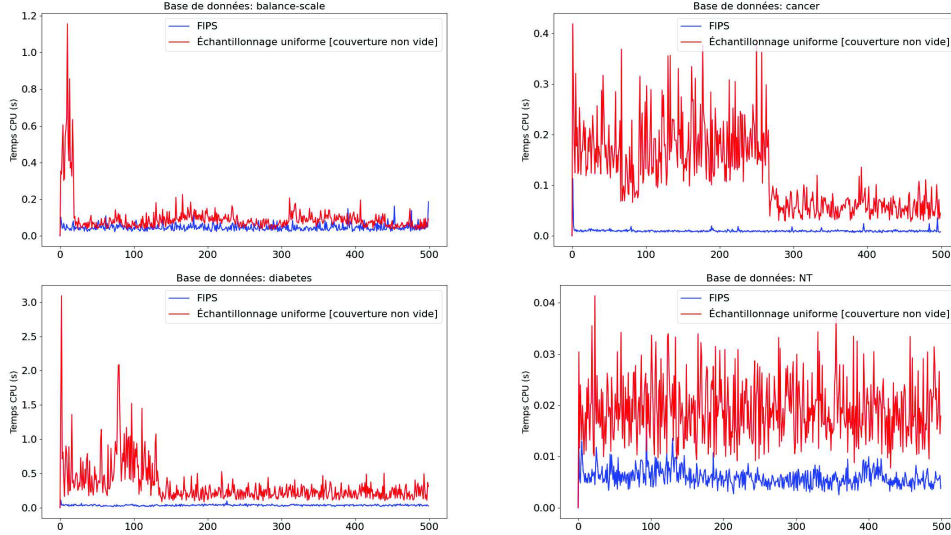 Base de données: balance-scale
FIPS
Échantillonnage uniforme [couverture non vide]
Temps CPU (s)
1.2
1.0
0.8
0.6
0.4
0.2
0.0
0 100 200 300 400 500
Base de données: cancer
FIPS
Échantillonnage uniforme [couverture non vide]
Temps CPU (s)
0.4
0.3
0.2
0.1
0.0
0 100 200 300 400 500
Base de données: diabetes
FIPS
Échantillonnage uniforme [couverture non vide]
Temps CPU (s)
3.0
2.5
2.0
1.5
1.0
0.5
0.0
0 100 200 300 400 500
Base de données: NT
FIPS
Échantillonnage uniforme [couverture non vide]
Temps CPU (s)
0.04
0.03
0.02
0.01
0.00
0 100 200 300 400 500